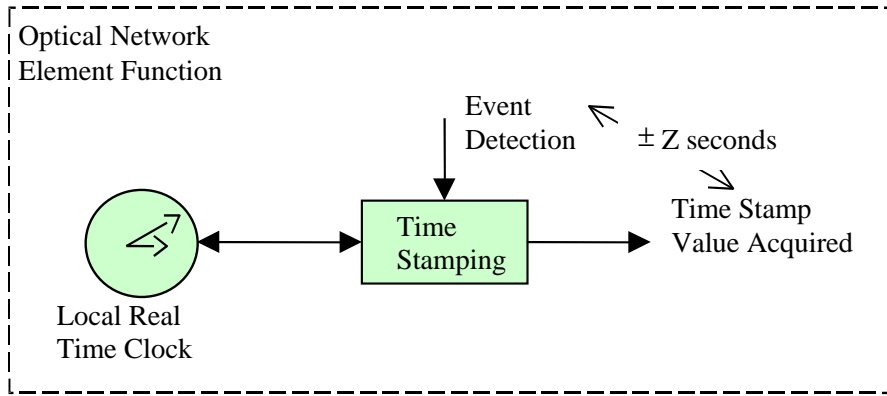 Optical Network
Element Function
Event
Detection
± Z seconds
Time
Stamping
Time Stamp
Value Acquired
Local Real
Time Clock